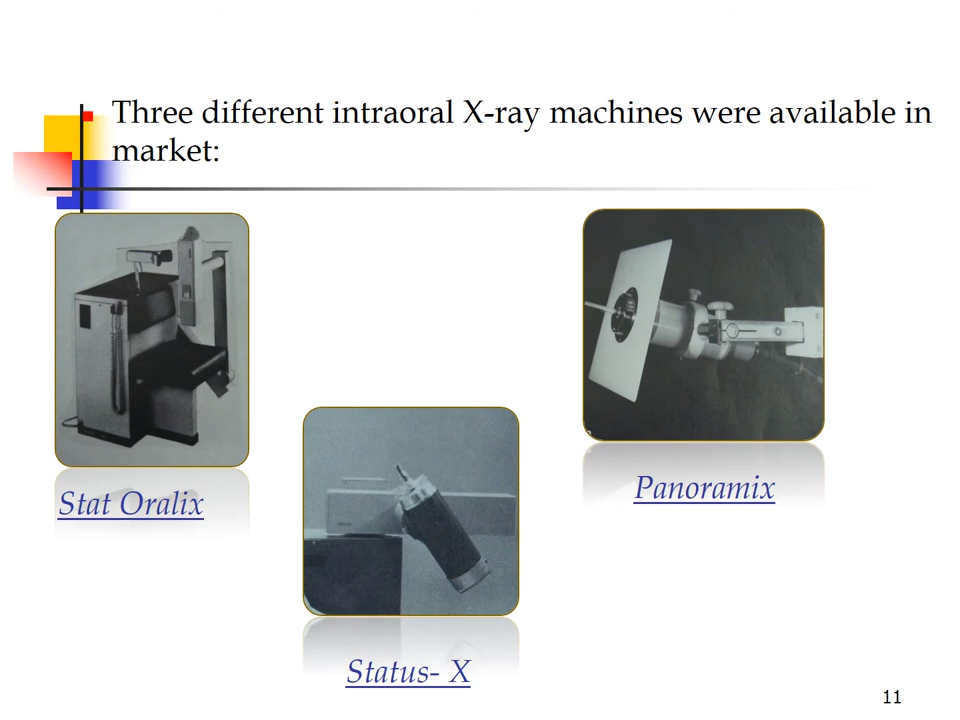 Three different intraoral X-ray machines were available in
market:
Stat Oralix
Panoramix
Status- X
11